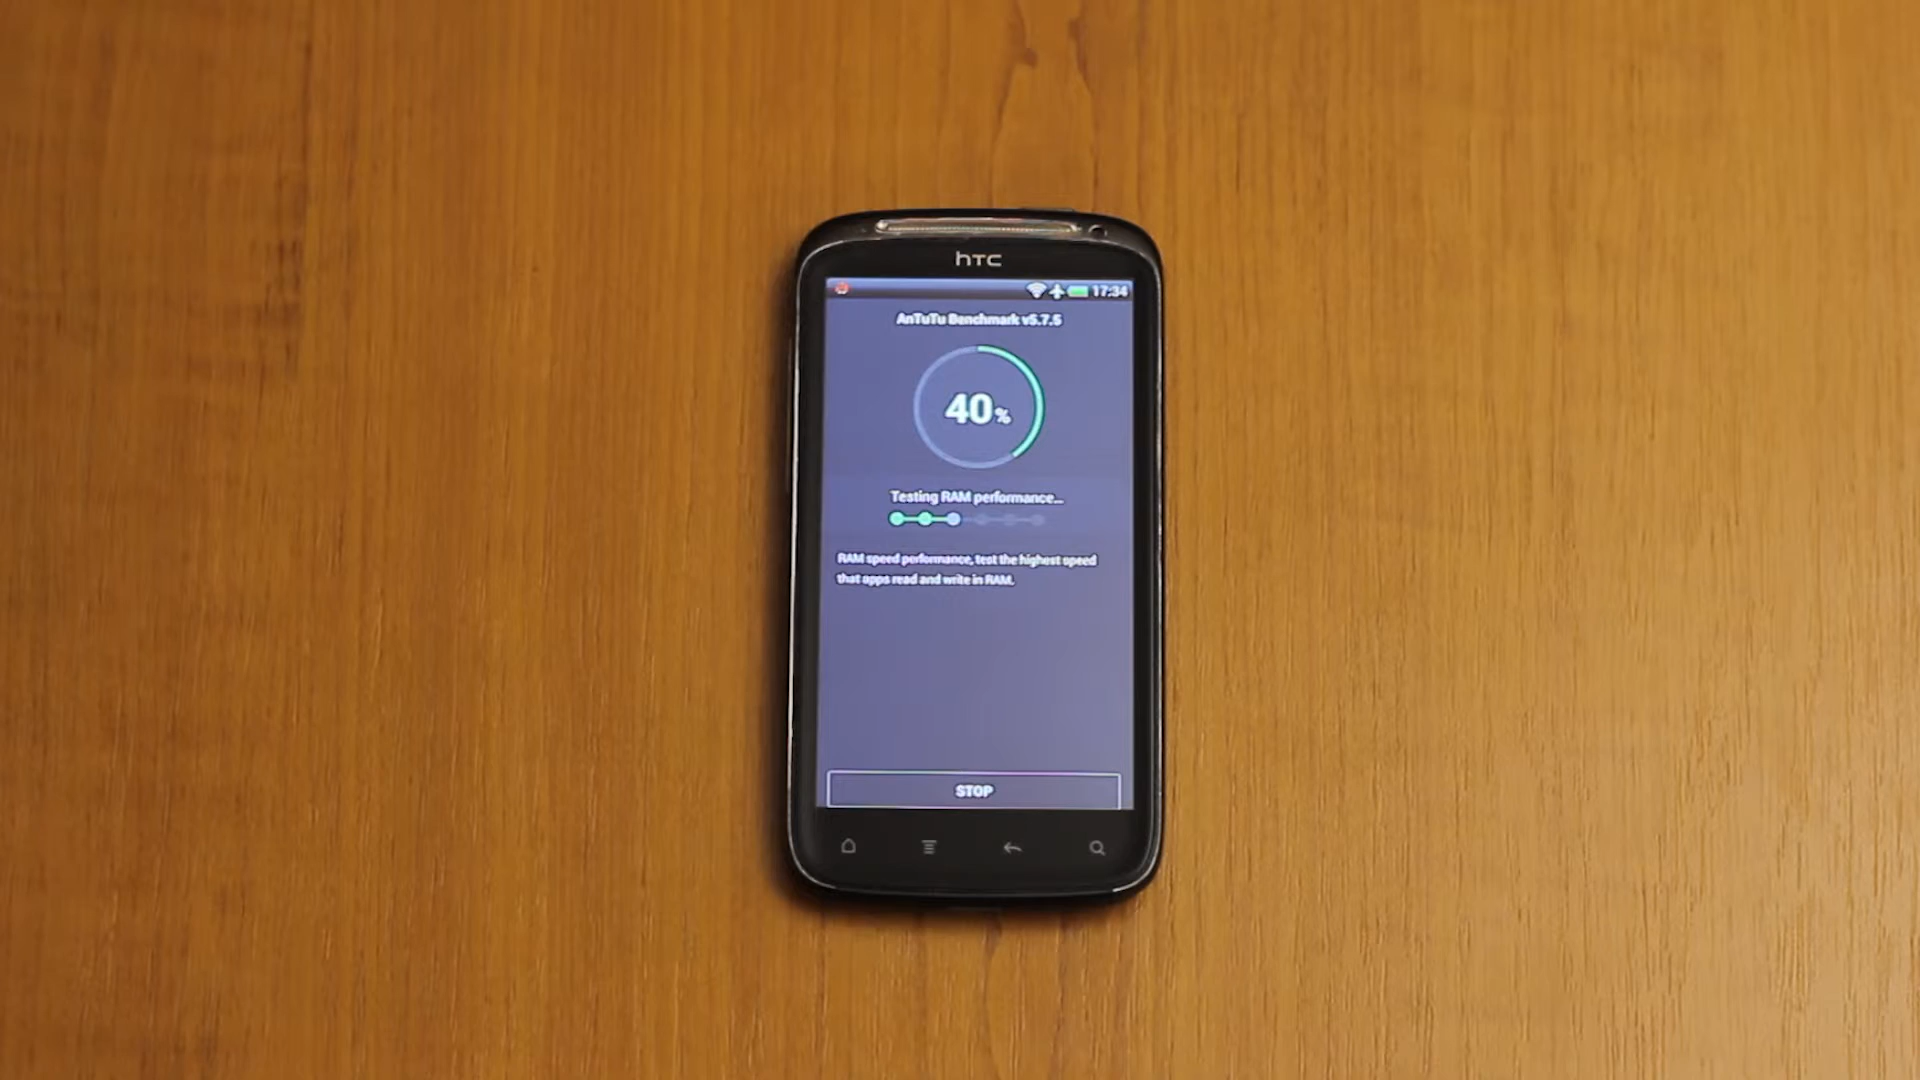 hTC
17:34
AnTuTu Benchmark v5.7.5
40%
Testing RAM performance...
RAM speed performance, test the highest speed
that apps read and write in RAM.
STOP